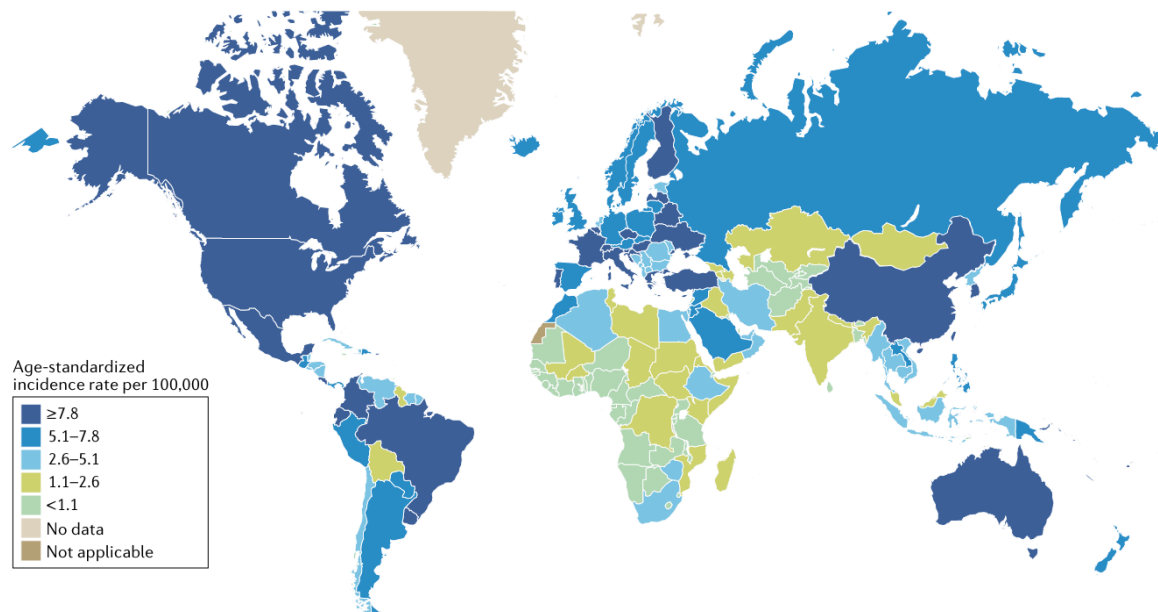 Age-standardized
incidence rate per 100,000
≥7.8
5.1–7.8
2.6–5.1
1.1–2.6
<1.1
No data
Not applicable